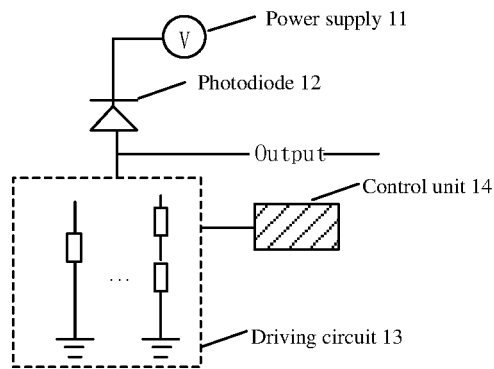 Power supply 11
V
Photodiode 12
Output
Control unit 14
...
Driving circuit 13